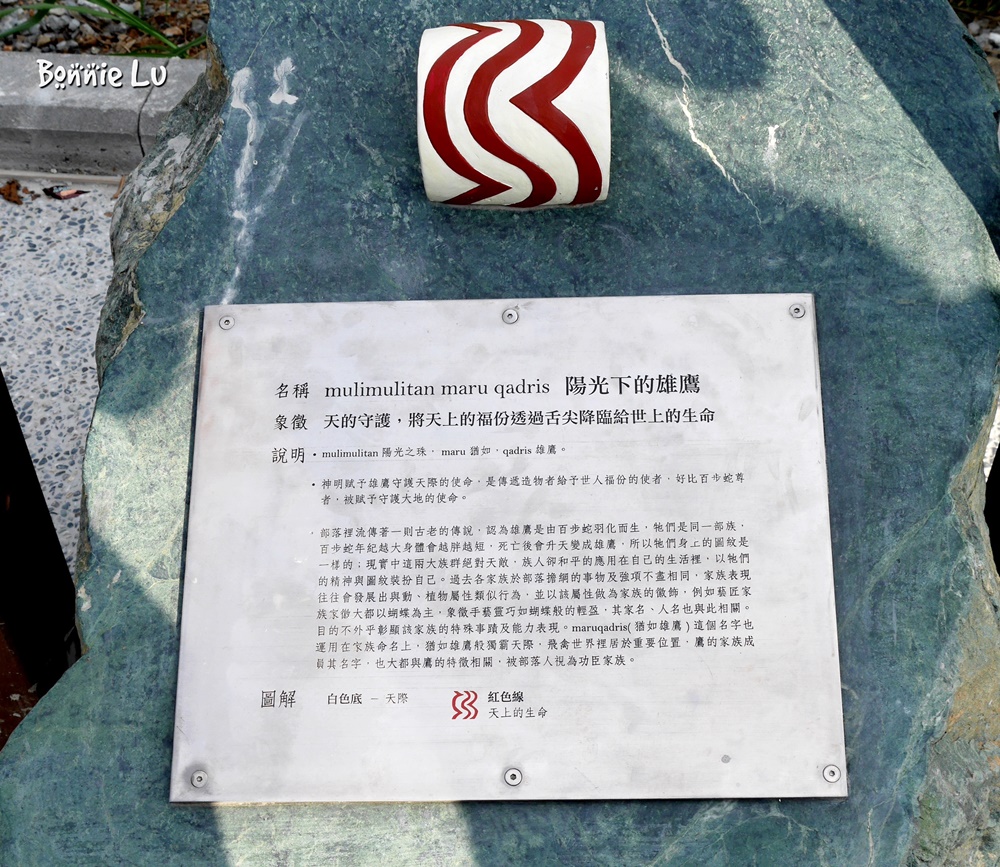 Bonnie Lu
名稱 mulimulitan maru qadris 陽光下的雄鷹
象徵 天的守護，將天上的福份透過舌尖降臨給世上的生命
說明 • mulimulitan 陽光之珠，maru 猶如，qadris 雄鷹。
• 神明賦予雄鷹守護天際的使命，是傳遞造物者給予世人福份的使者，好比百步蛇尊
者，被賦予守護大地的使命。
部落裡流傳著一則古老的傳說，認為雄鷹是由百步蛇羽化而生，牠們是同一部族，
百步蛇年紀越大身體會越胖越短，死亡後會升天變成雄鷹，所以牠們身上的圖紋是
一樣的；現實中這兩大族群絕對天敵，族人卻和平的應用在自己的生活裡，以牠們
的精神與圖紋裝扮自己。過去各家族於部落擔綱的事物及強項不盡相同，家族表現
往往會發展出與動、植物屬性類似行為，並以該屬性做為家族的徽飾，例如藝匠家
族家徽大都以蝴蝶為主，象徵手藝靈巧如蝴蝶般的輕盈，其家名、人名也與此相關。
目的不外乎彰顯該家族的特殊事蹟及能力表現。maruqadris( 猶如雄鷹 ) 這個名字也
運用在家族命名上，猶如雄鷹般獨霸天際，飛禽世界裡居於重要位置，鷹的家族成
員其名字，也大都與鷹的特徵相關，被部落人視為功臣家族。
圖解 白色底 － 天際 紅色線
天上的生命